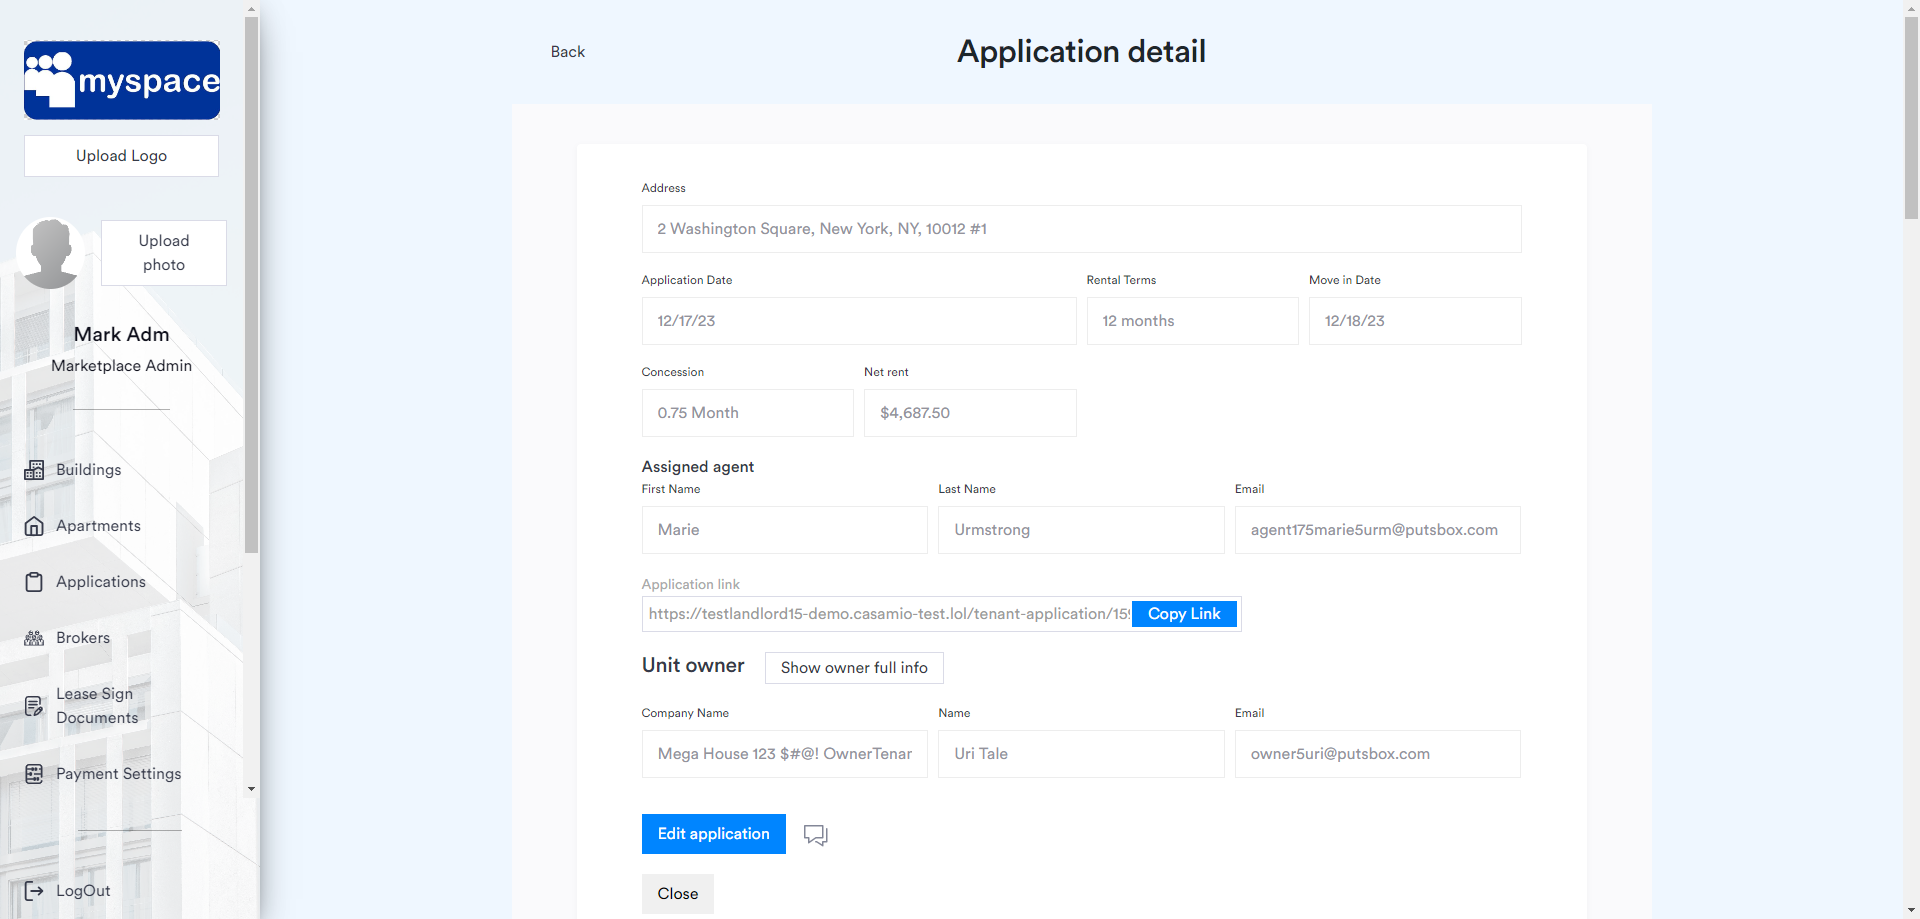 myspace
Upload Logo
Upload
photo
Mark Adm
Marketplace Admin
Buildings
Apartments
Applications
Brokers
Lease Sign
Documents
Payment Settings
LogOut
Back
Application detail
Address
2 Washington Square, New York, NY, 10012 #1
Application Date
Rental Terms
Move in Date
12/17/23
12 months
12/18/23
Concession
Net rent
0.75 Month
$4,687.50
Assigned agent
First Name
Last Name
Email
Marie
Urmstrong
agent175marie5urm@putsbox.com
Application link
https://testlandlord15-demo.casamio-test.lol/tenant-application/159
Copy Link
Unit owner
Show owner full info
Company Name
Name
Email
Mega House 123 $#@! OwnerTenar
Uri Tale
owner5uri@putsbox.com
Edit application
Close